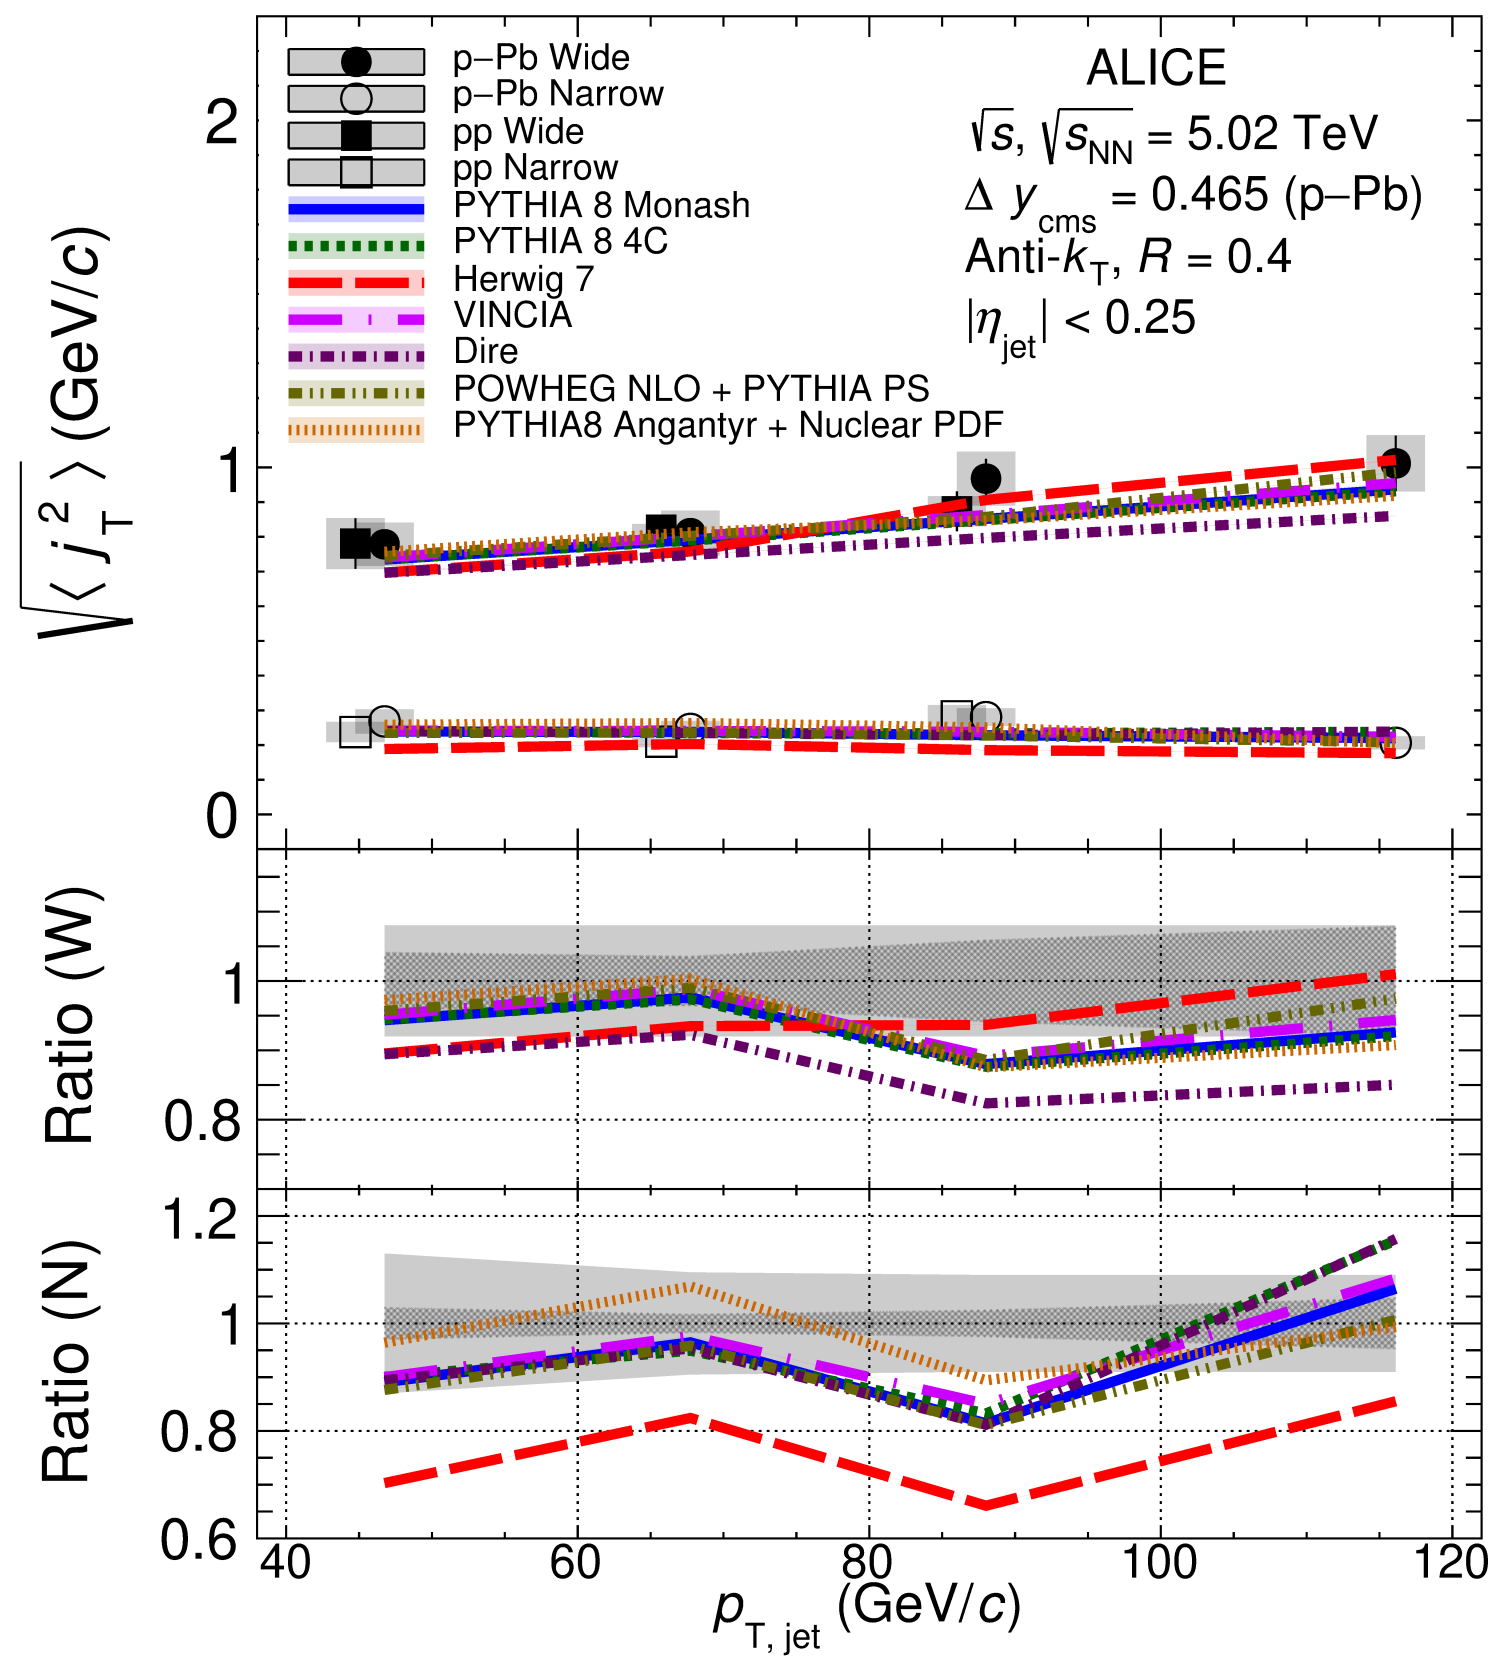 p−Pb Wide
p−Pb Narrow
pp Wide
pp Narrow
PYTHIA 8 Monash
PYTHIA 8 4C
Herwig 7
VINCIA
Dire
POWHEG NLO + PYTHIA PS
PYTHIA8 Angantyr + Nuclear PDF
ALICE
√s, √sNN = 5.02 TeV
Δ ycms = 0.465 (p−Pb)
Anti-kT, R = 0.4
|ηjet| < 0.25
√⟨ jT2 ⟩ (GeV/c)
2
1
0
Ratio (W)
1
0.8
Ratio (N)
1.2
1
0.8
0.6
40 60 80 100 120
pT, jet (GeV/c)